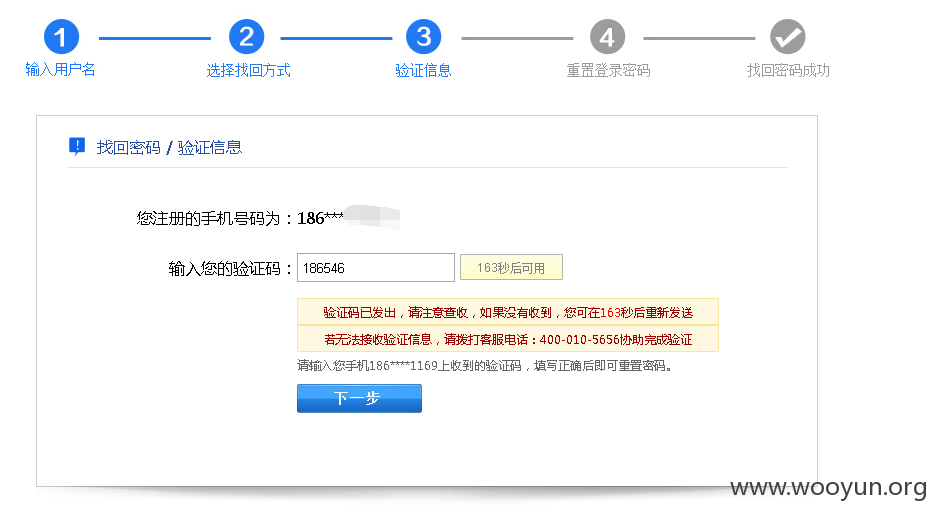 1 2 3 4
输入用户名 选择找回方式 验证信息 重置登录密码 找回密码成功
找回密码 / 验证信息
您注册的手机号码为：186***
输入您的验证码： 186546 163秒后可用
验证码已发出，请注意查收，如果没有收到，您可在163秒后重新发送
若无法接收验证信息，请拨打客服电话：400-010-5656协助完成验证
请输入您手机186****1169上收到的验证码，填写正确后即可重置密码。
下一步
www.wooyun.org